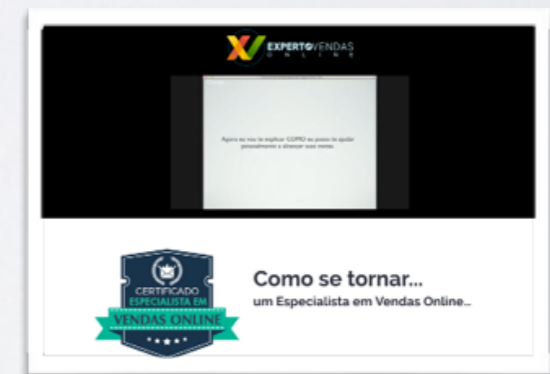 XV EXPERTOVENDAS
ONLINE
Agora eu vou te explicar COMO eu posso te ajudar
pessoalmente a alcançar suas metas.
CERTIFICADO
ESPECIALISTA EM
VENDAS ONLINE
Como se tornar...
um Especialista em Vendas Online...